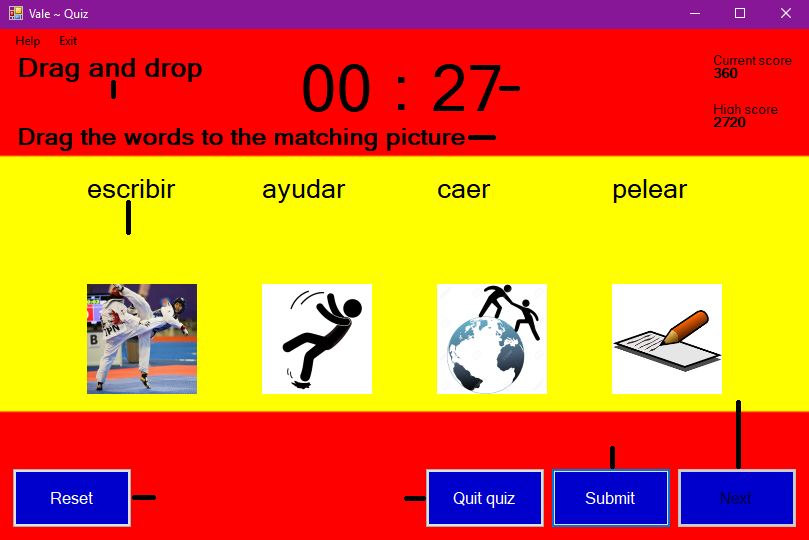 Vale ~ Quiz
Help Exit
Drag and drop
00 : 27
Current score
360
High score
2720
Drag the words to the matching picture
escribir ayudar caer pelear
Reset Quit quiz Submit Next